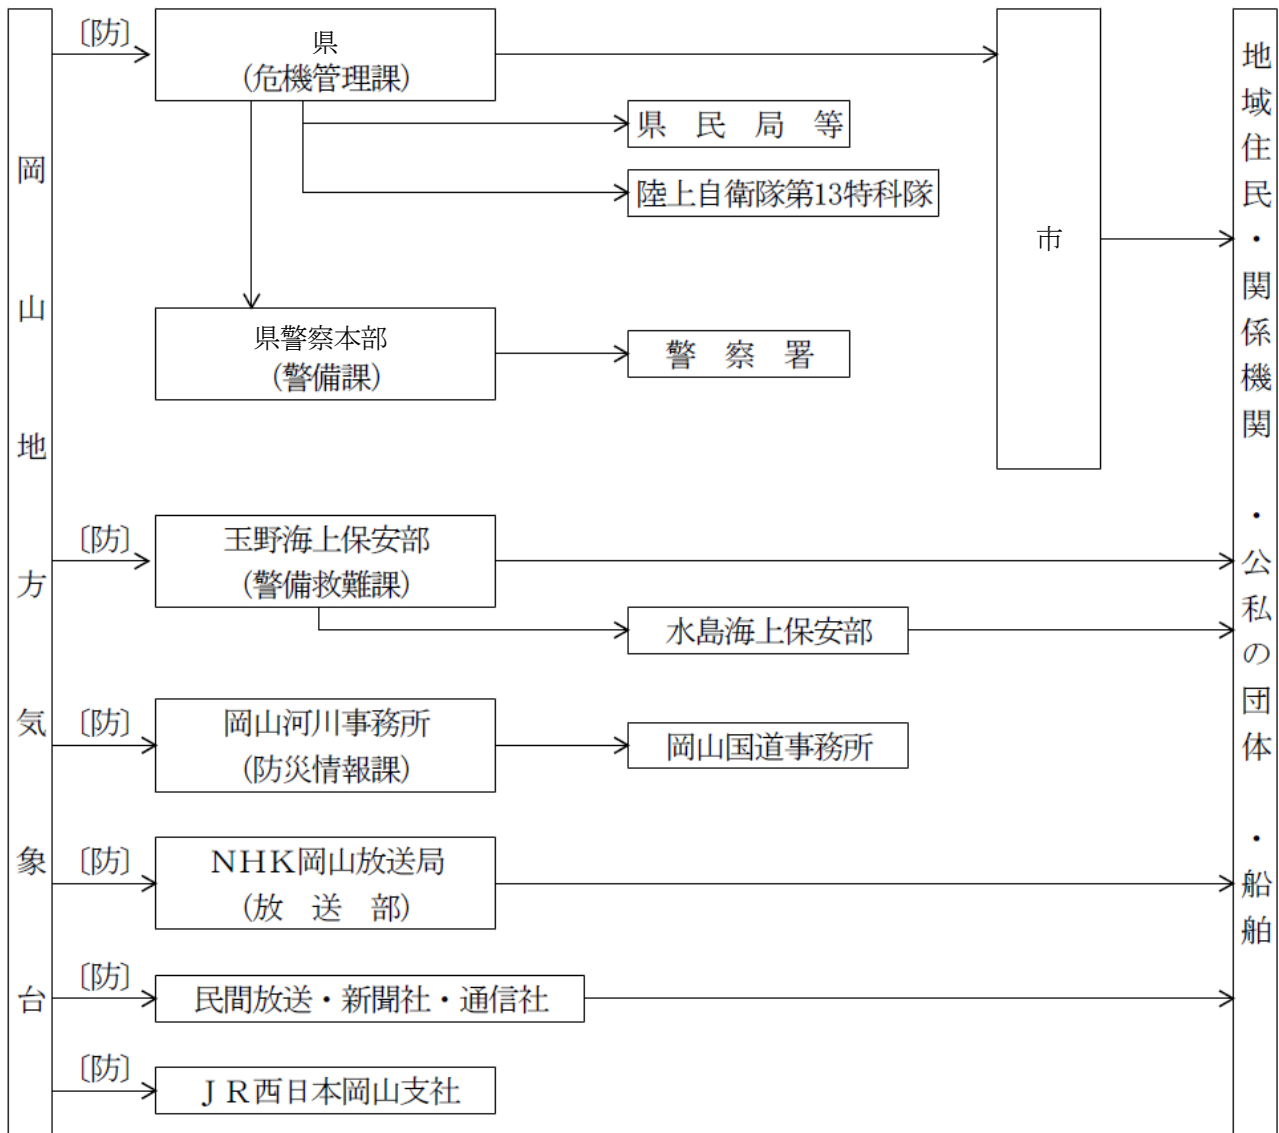 岡山地方気象台
〔防〕
県
(危機管理課)
県　民　局　等
陸上自衛隊第13特科隊
市
県警察本部
(警備課)
警　察　署
〔防〕
玉野海上保安部
(警備救難課)
水島海上保安部
〔防〕
岡山河川事務所
(防災情報課)
岡山国道事務所
〔防〕
ＮＨＫ岡山放送局
(放　送　部)
〔防〕
民間放送・新聞社・通信社
〔防〕
ＪＲ西日本岡山支社
地域住民・関係機関　・公私の団体　・船舶